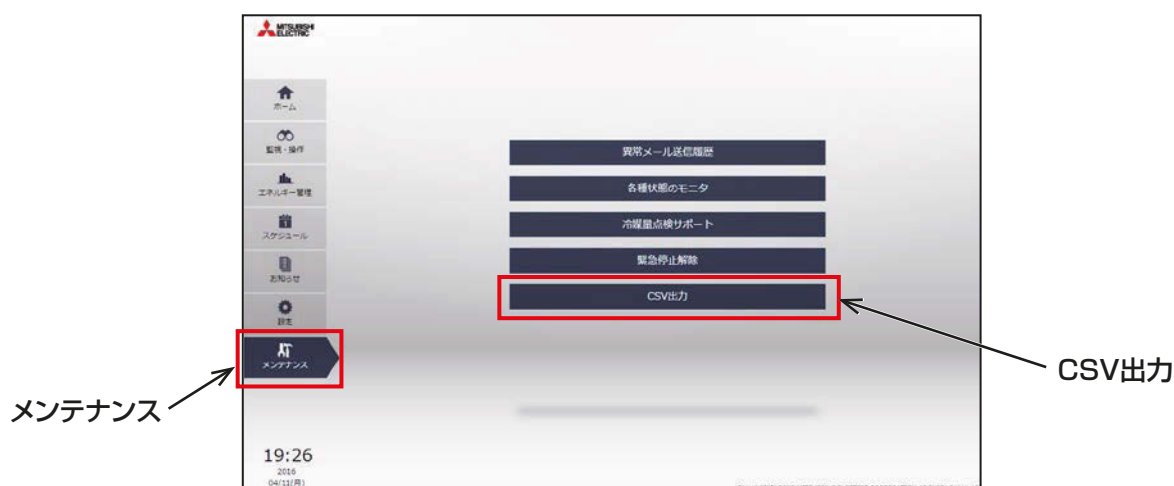 MITSUBISHI
ELECTRIC
ホーム
監視・操作
エネルギー管理
スケジュール
お知らせ
設定
メンテナンス
異常メール送信履歴
各種状態のモニタ
冷媒量点検サポート
緊急停止解除
CSV出力
CSV出力
メンテナンス
19:26
2016
04/11(月)